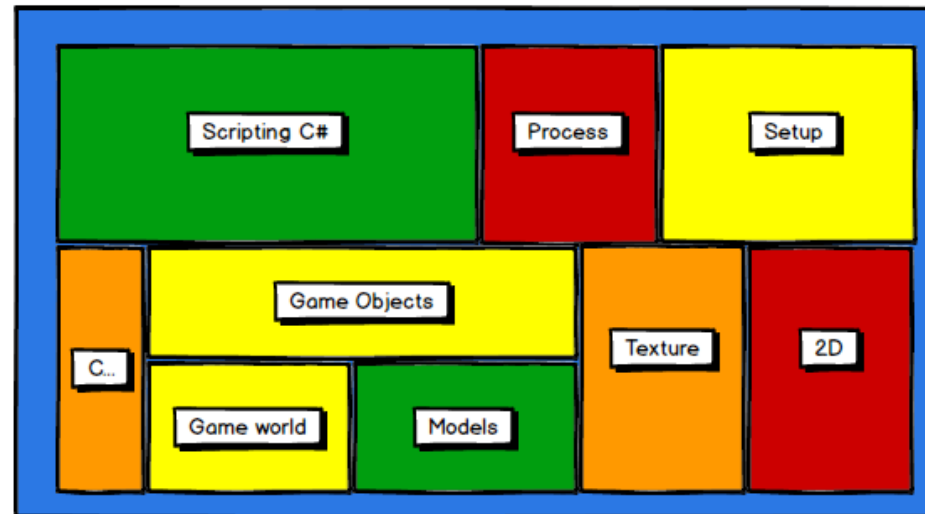 Scripting C#
Process
Setup
Game Objects
Texture
2D
C...
Game world
Models